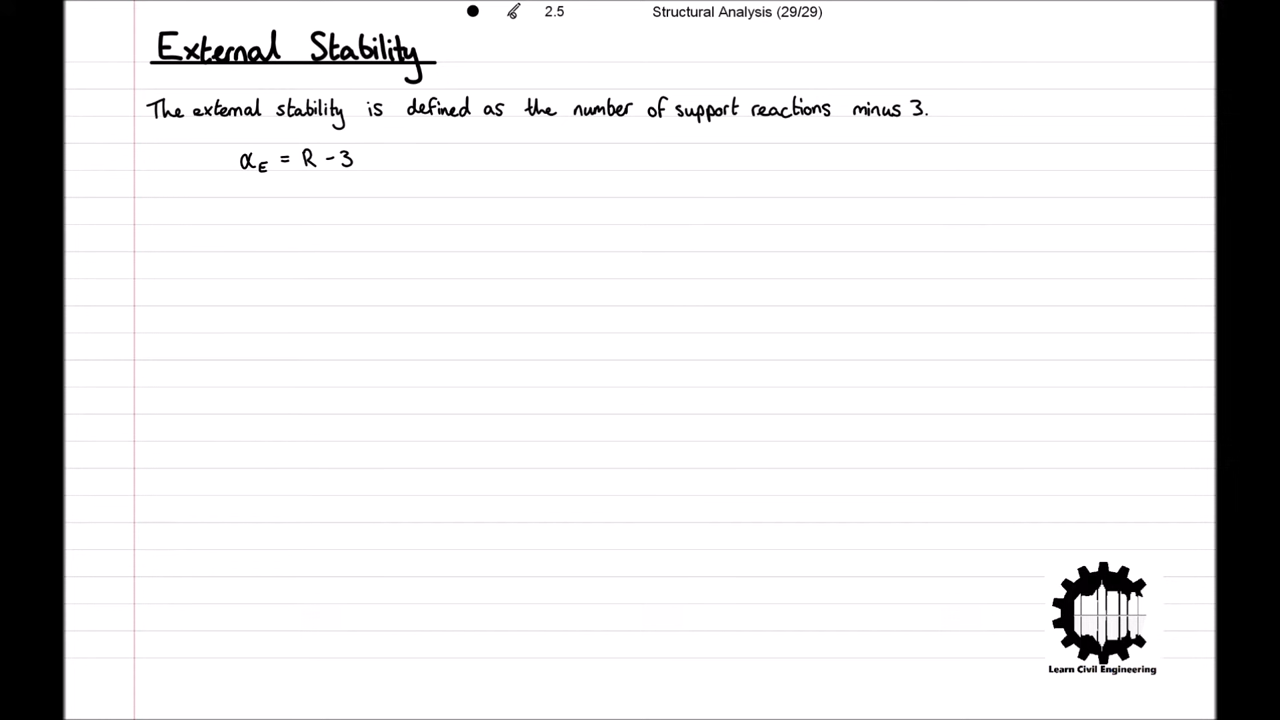 2.5 Structural Analysis (29/29)
External Stability
The external stability is defined as the number of support reactions minus 3.
αE = R - 3
Learn Civil Engineering